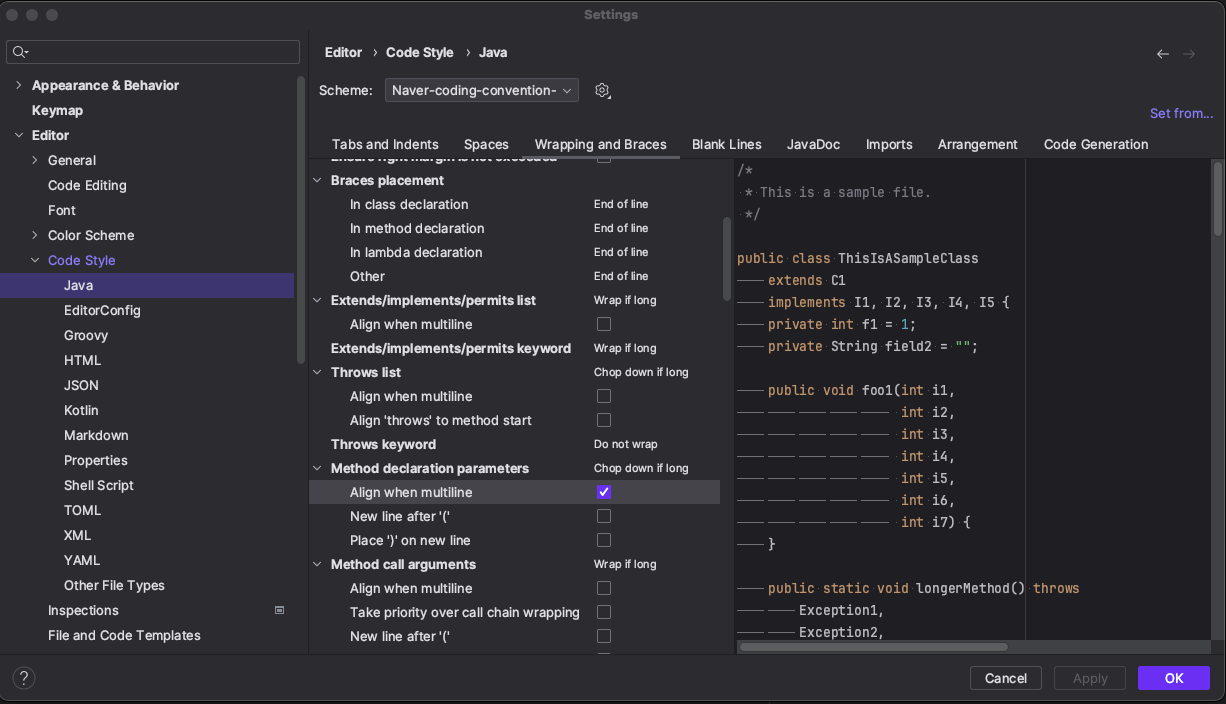 Settings
Editor › Code Style › Java
Scheme: Naver-coding-convention-
Set from...
Appearance & Behavior
Keymap
Editor
General
Code Editing
Font
Color Scheme
Code Style
Java
EditorConfig
Groovy
HTML
JSON
Kotlin
Markdown
Properties
Shell Script
TOML
XML
YAML
Other File Types
Inspections
File and Code Templates
Tabs and Indents Spaces Wrapping and Braces Blank Lines JavaDoc Imports Arrangement Code Generation
Ensure right margin is not exceeded
Braces placement
In class declaration End of line
In method declaration End of line
In lambda declaration End of line
Other End of line
Extends/implements/permits list Wrap if long
Align when multiline
Extends/implements/permits keyword Wrap if long
Throws list Chop down if long
Align when multiline
Align 'throws' to method start
Throws keyword Do not wrap
Method declaration parameters Chop down if long
Align when multiline
New line after '('
Place ')' on new line
Method call arguments Wrap if long
Align when multiline
Take priority over call chain wrapping
New line after '('
/*
* This is a sample file.
*/
public class ThisIsASampleClass
extends C1
implements I1, I2, I3, I4, I5 {
private int f1 = 1;
private String field2 = "";
public void foo1(int i1,
int i2,
int i3,
int i4,
int i5,
int i6,
int i7) {
}
public static void longerMethod() throws
Exception1,
Exception2,
?
Cancel Apply OK